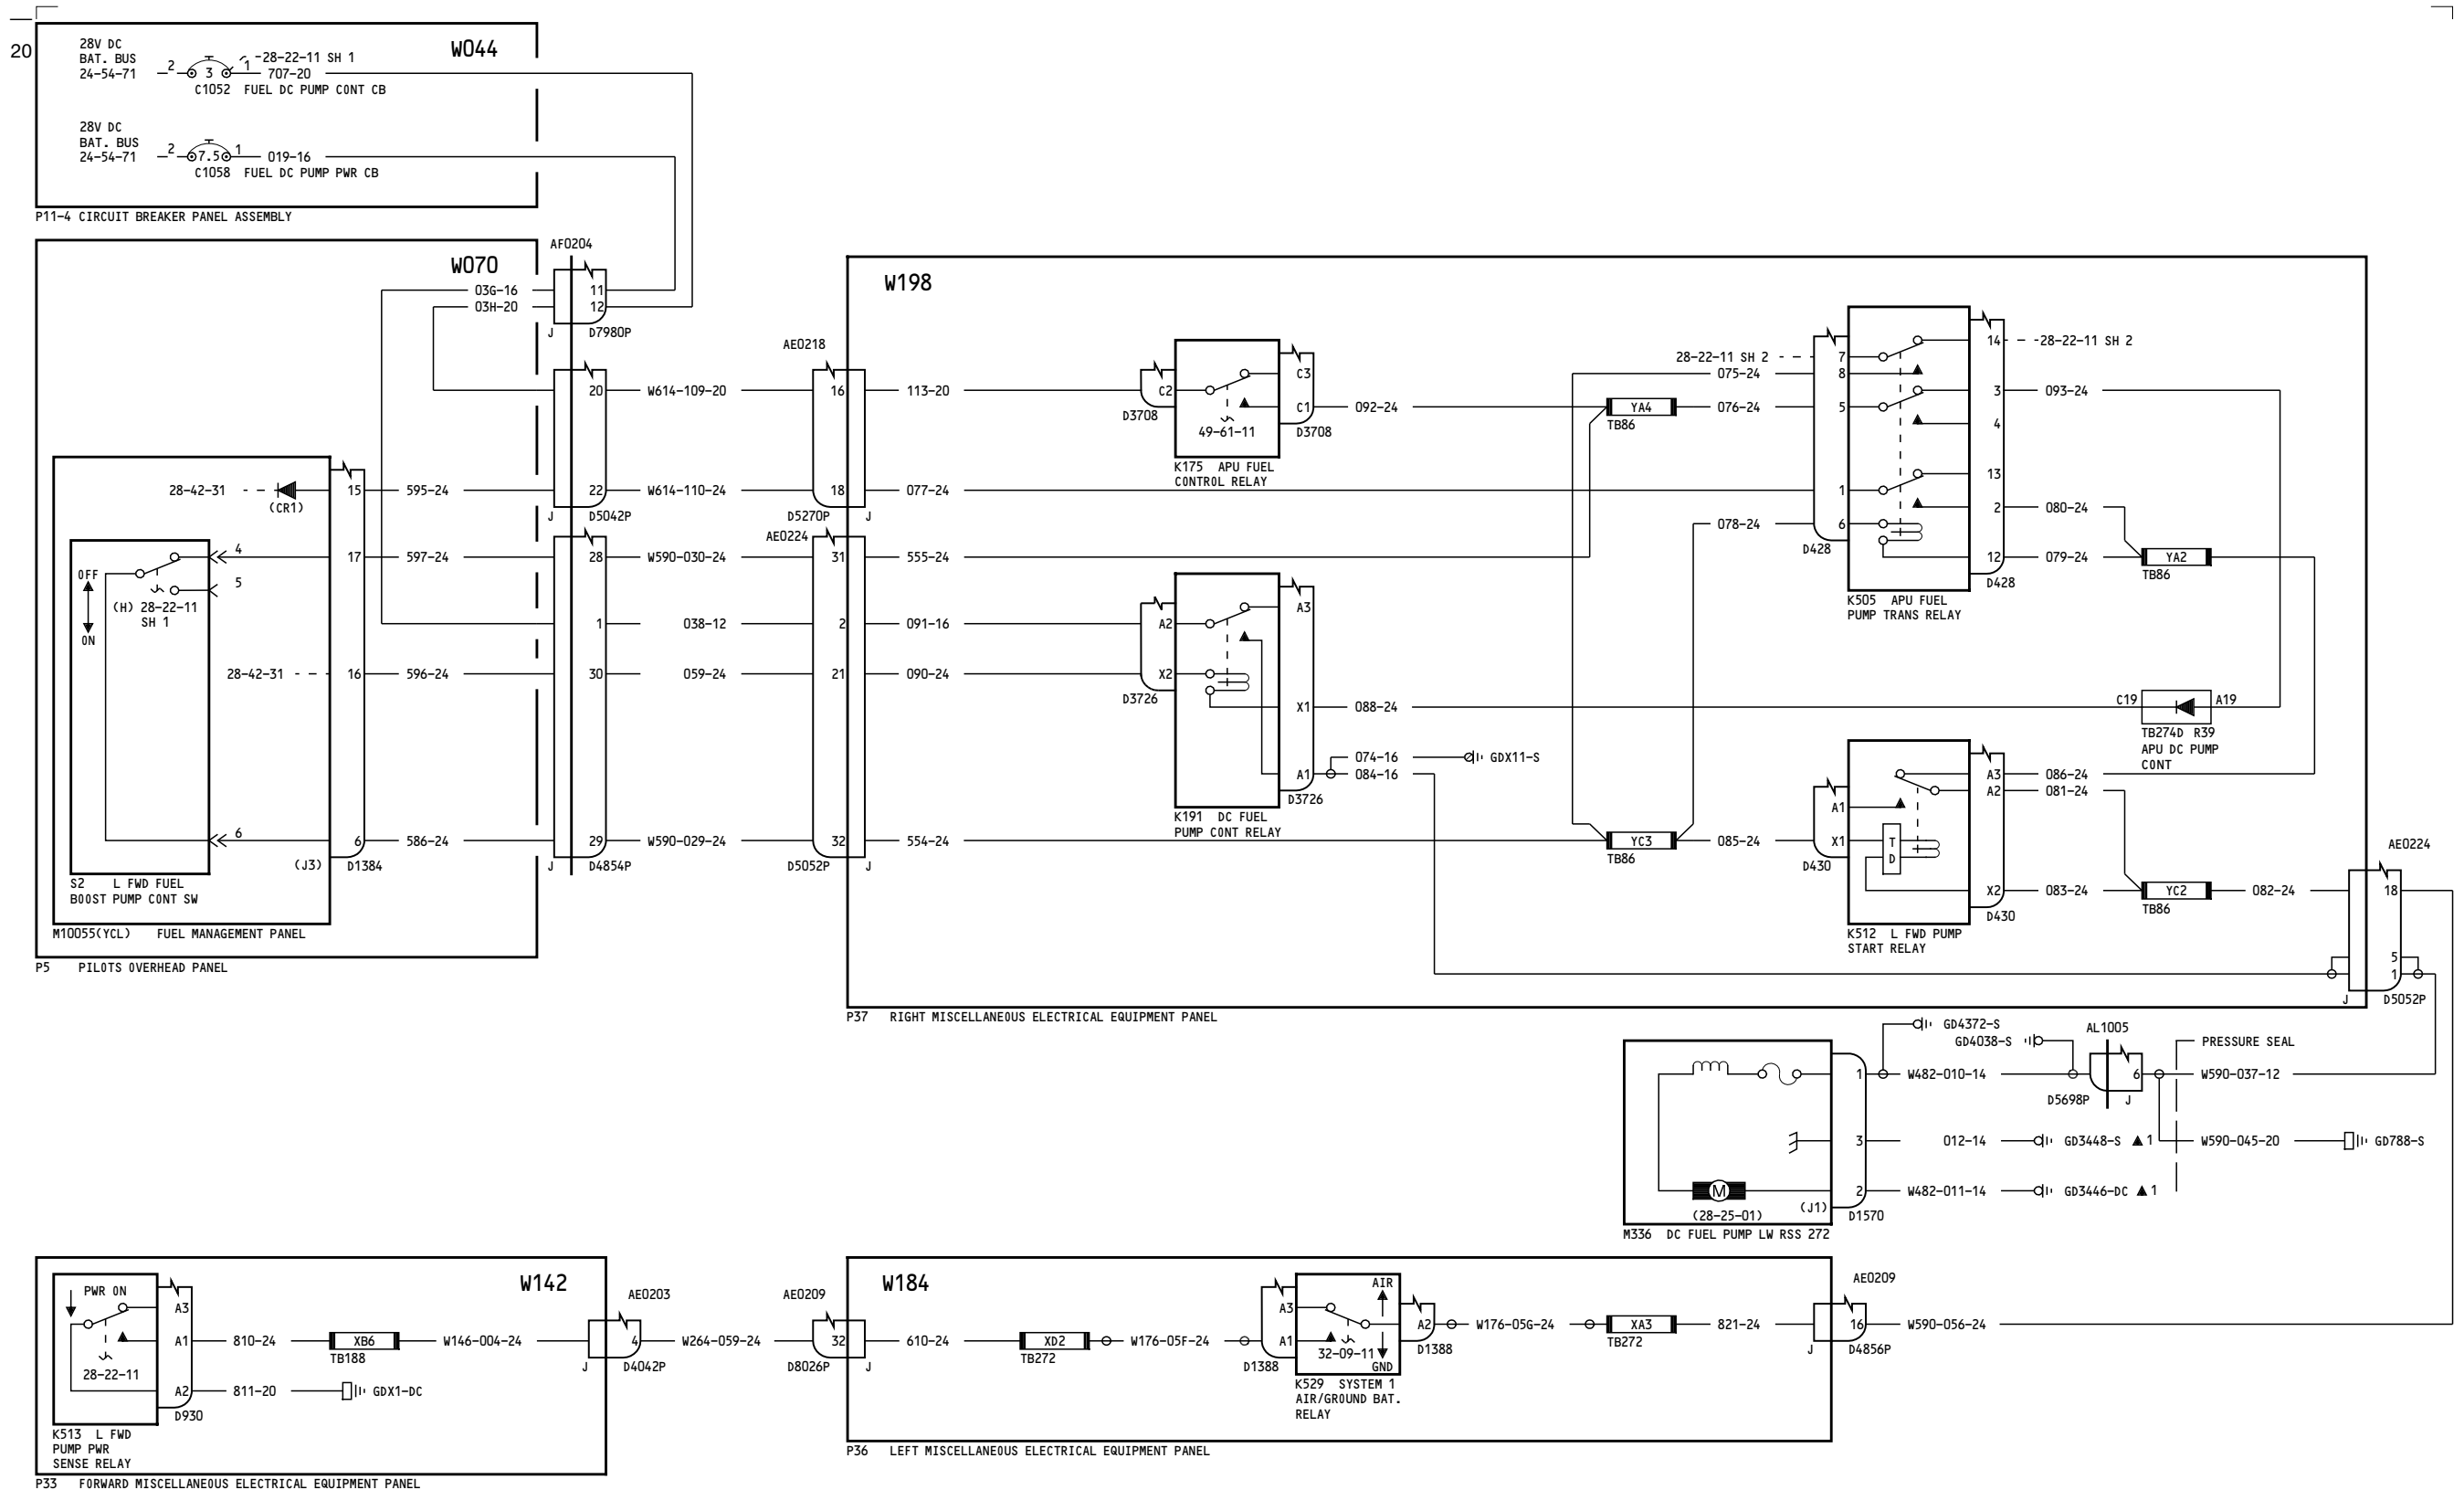 20
28V DC
BAT. BUS
24-54-71
2
3
1
28-22-11 SH 1
707-20
C1052 FUEL DC PUMP CONT CB
W044
28V DC
BAT. BUS
24-54-71
2
7.5
1
019-16
C1058 FUEL DC PUMP PWR CB
P11-4 CIRCUIT BREAKER PANEL ASSEMBLY
W070
AF0204
03G-16
11
03H-20
12
J
D7980P
20
W614-109-20
28-42-31
(CR1)
15
595-24
22
W614-110-24
J
D5042P
OFF
ON
4
5
(H) 28-22-11
SH 1
17
597-24
28
W590-030-24
1
038-12
28-42-31
16
596-24
30
059-24
6
6
586-24
29
W590-029-24
(J3)
D1384
J
D4854P
S2 L FWD FUEL
BOOST PUMP CONT SW
M10055(YCL) FUEL MANAGEMENT PANEL
P5 PILOTS OVERHEAD PANEL
AE0218
16
18
D5270P
J
AE0224
31
2
21
32
D5052P
J
W198
113-20
C2
C3
C1
D3708
D3708
49-61-11
K175 APU FUEL
CONTROL RELAY
092-24
077-24
555-24
091-16
A2
A3
090-24
X2
D3726
X1
088-24
074-16
GDX11-S
A1
084-16
D3726
K191 DC FUEL
PUMP CONT RELAY
554-24
28-22-11 SH 2
7
14
28-22-11 SH 2
075-24
8
3
093-24
YA4
TB86
076-24
5
4
13
1
2
080-24
078-24
6
12
079-24
YA2
TB86
D428
D428
K505 APU FUEL
PUMP TRANS RELAY
C19
A19
TB274D R39
APU DC PUMP
CONT
A3
086-24
A2
081-24
A1
YC3
TB86
085-24
X1
T
D
D430
X2
083-24
YC2
TB86
082-24
D430
K512 L FWD PUMP
START RELAY
AE0224
18
5
1
J
D5052P
P37 RIGHT MISCELLANEOUS ELECTRICAL EQUIPMENT PANEL
GD4372-S
GD4038-S
AL1005
PRESSURE SEAL
1
W482-010-14
6
W590-037-12
D5698P
J
3
012-14
GD3448-S
1
W590-045-20
GD788-S
M
(28-25-01)
(J1)
2
W482-011-14
GD3446-DC
1
D1570
M336 DC FUEL PUMP LW RSS 272
W142
PWR ON
A3
A1
810-24
XB6
TB188
W146-004-24
28-22-11
A2
811-20
GDX1-DC
D930
K513 L FWD
PUMP PWR
SENSE RELAY
P33 FORWARD MISCELLANEOUS ELECTRICAL EQUIPMENT PANEL
AE0203
4
W264-059-24
J
D4042P
AE0209
32
D8026P
J
W184
610-24
XD2
TB272
W176-05F-24
A3
A1
D1388
AIR
32-09-11
GND
A2
D1388
K529 SYSTEM 1
AIR/GROUND BAT.
RELAY
W176-05G-24
XA3
TB272
821-24
AE0209
16
J
D4856P
W590-056-24
P36 LEFT MISCELLANEOUS ELECTRICAL EQUIPMENT PANEL